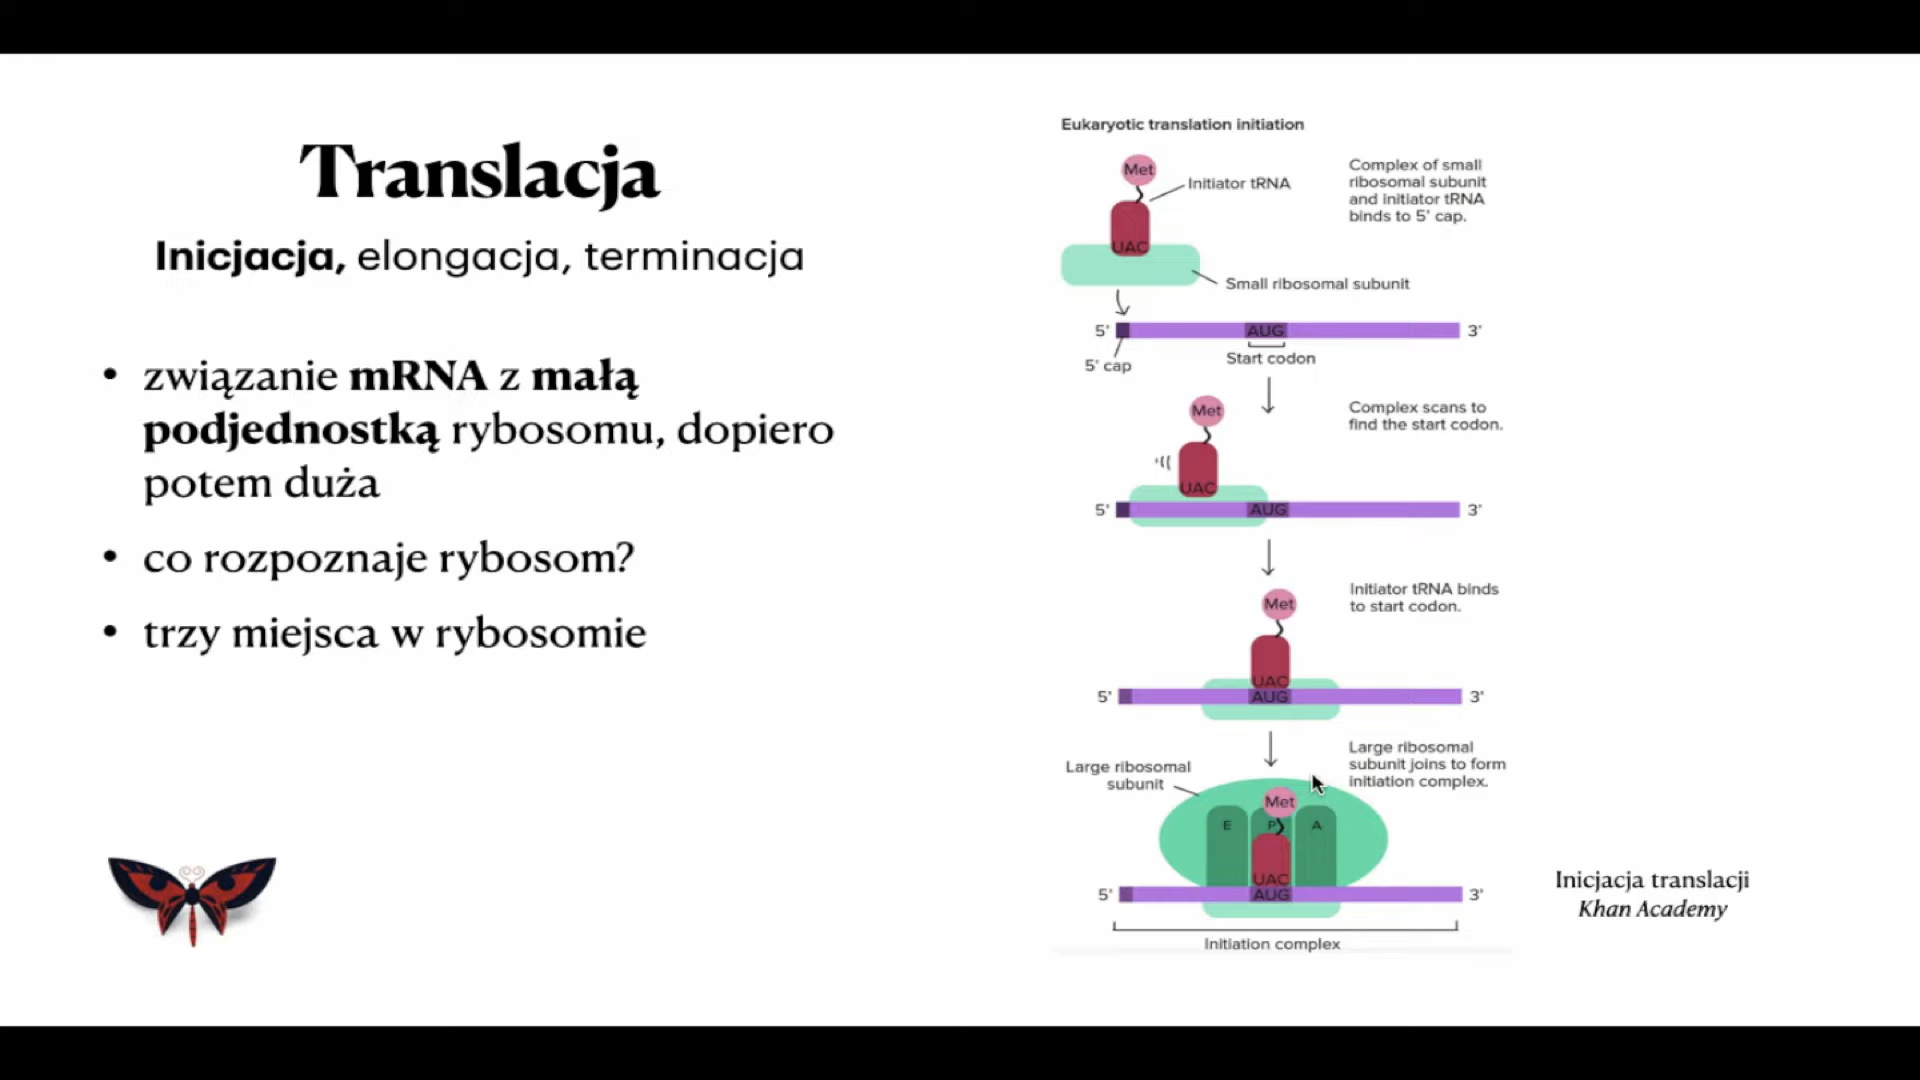 Translacja
Inicjacja, elongacja, terminacja
• związanie mRNA z małą
podjednostką rybosomu, dopiero
potem duża
• co rozpoznaje rybosom?
• trzy miejsca w rybosomie
Eukaryotic translation initiation
Met
Initiator tRNA
UAC
Complex of small
ribosomal subunit
and initiator tRNA
binds to 5' cap.
Small ribosomal subunit
5' AUG 3'
5' cap
Start codon
Met
UAC
Complex scans to
find the start codon.
5' AUG 3'
Met
UAC
Initiator tRNA binds
to start codon.
5' AUG 3'
Large ribosomal
subunit
Large ribosomal
subunit joins to form
initiation complex.
Met
E P A
UAC
5' AUG 3'
Initiation complex
Inicjacja translacji
Khan Academy